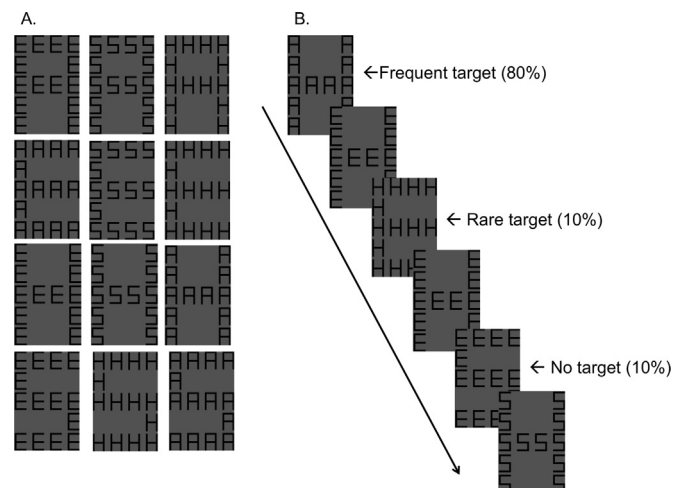 A.
B.
←Frequent target (80%)
← Rare target (10%)
← No target (10%)